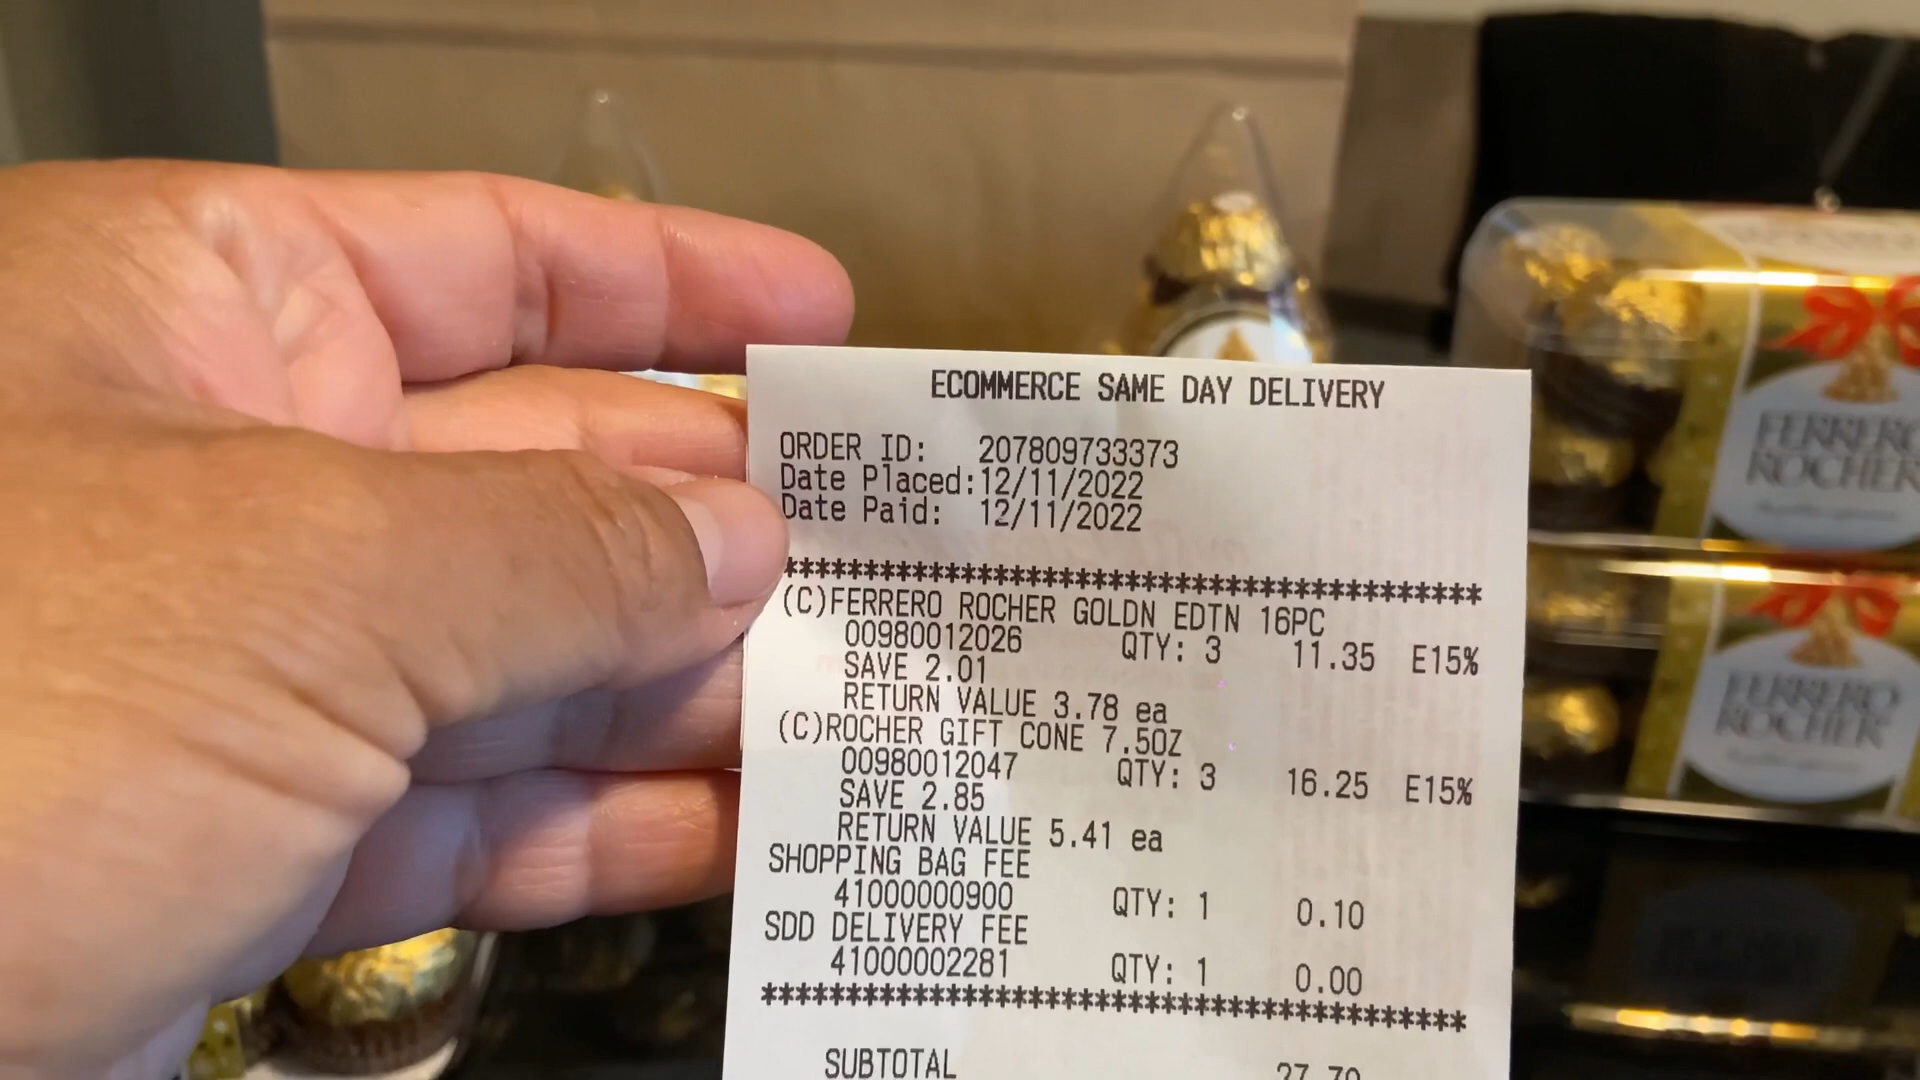 ECOMMERCE SAME DAY DELIVERY
ORDER ID: 207809733373
Date Placed:12/11/2022
Date Paid: 12/11/2022
******************************************
(C)FERRERO ROCHER GOLDN EDTN 16PC
00980012026 QTY: 3 11.35 E15%
SAVE 2.01
RETURN VALUE 3.78 ea
(C)ROCHER GIFT CONE 7.5OZ
00980012047 QTY: 3 16.25 E15%
SAVE 2.85
RETURN VALUE 5.41 ea
SHOPPING BAG FEE
41000000900 QTY: 1 0.10
SDD DELIVERY FEE
41000002281 QTY: 1 0.00
******************************************
SUBTOTAL 27.70
FERRERO
ROCHER
FERRERO
ROCHER